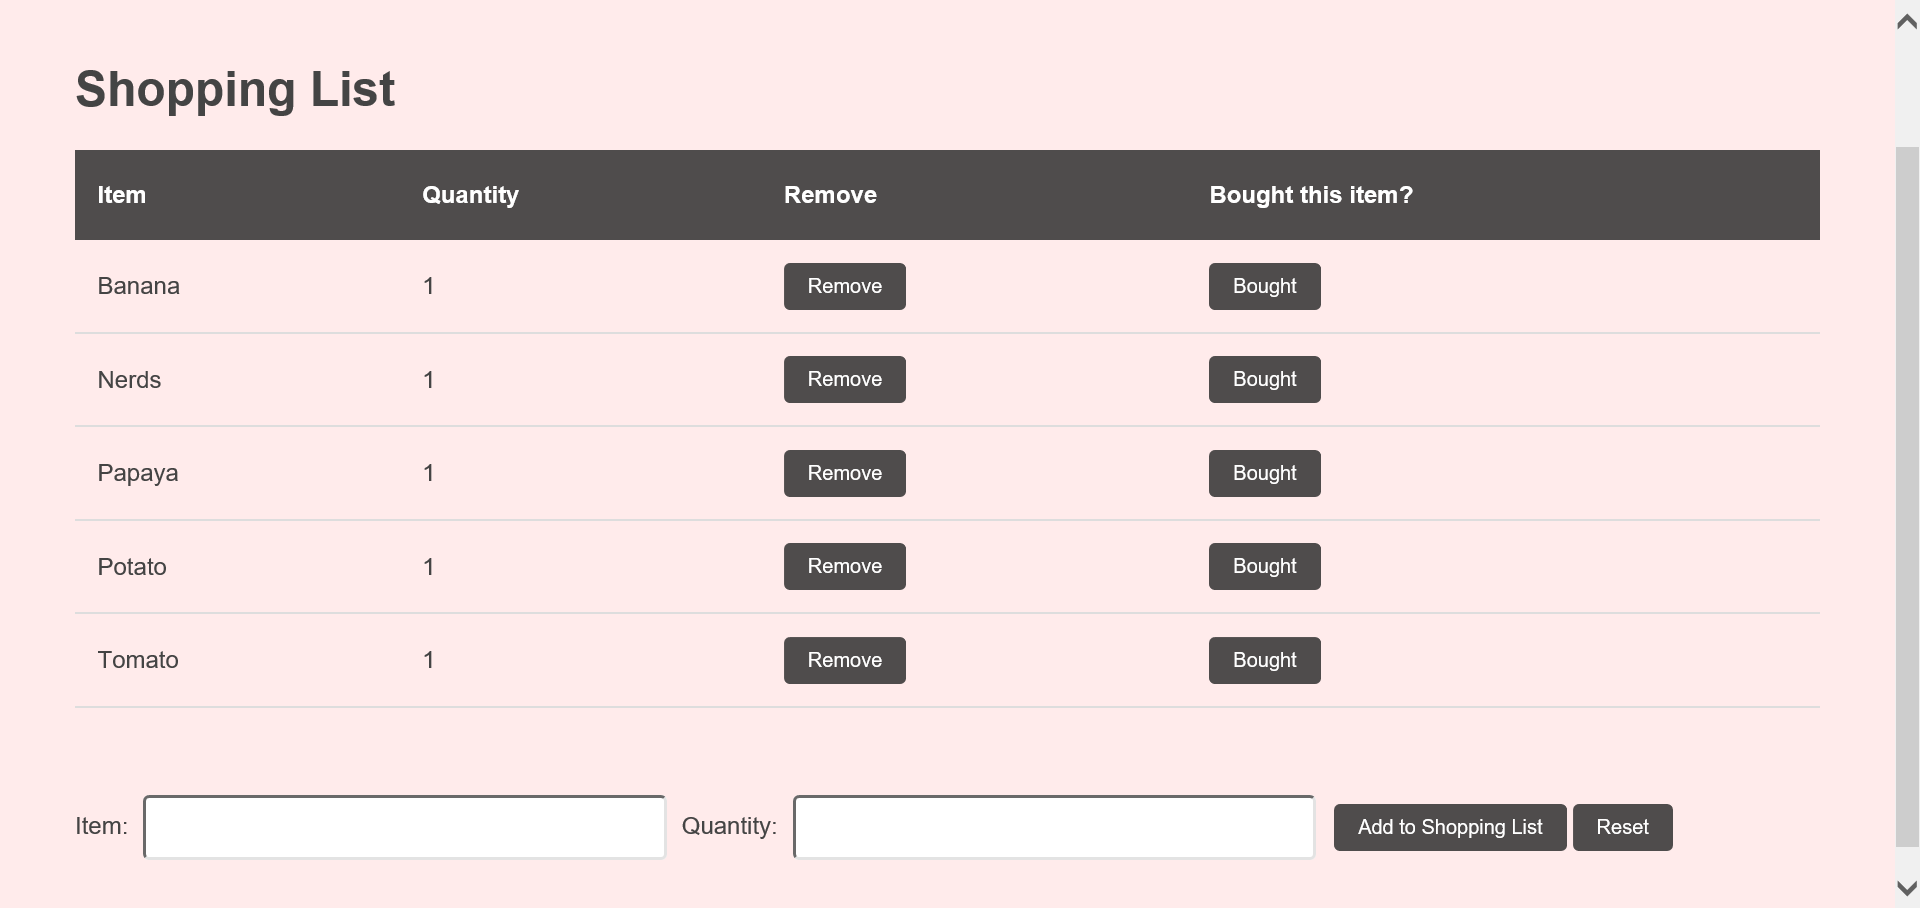 Shopping List
Item Quantity Remove Bought this item?
Banana 1 Remove Bought
Nerds 1 Remove Bought
Papaya 1 Remove Bought
Potato 1 Remove Bought
Tomato 1 Remove Bought
Item: Quantity: Add to Shopping List Reset